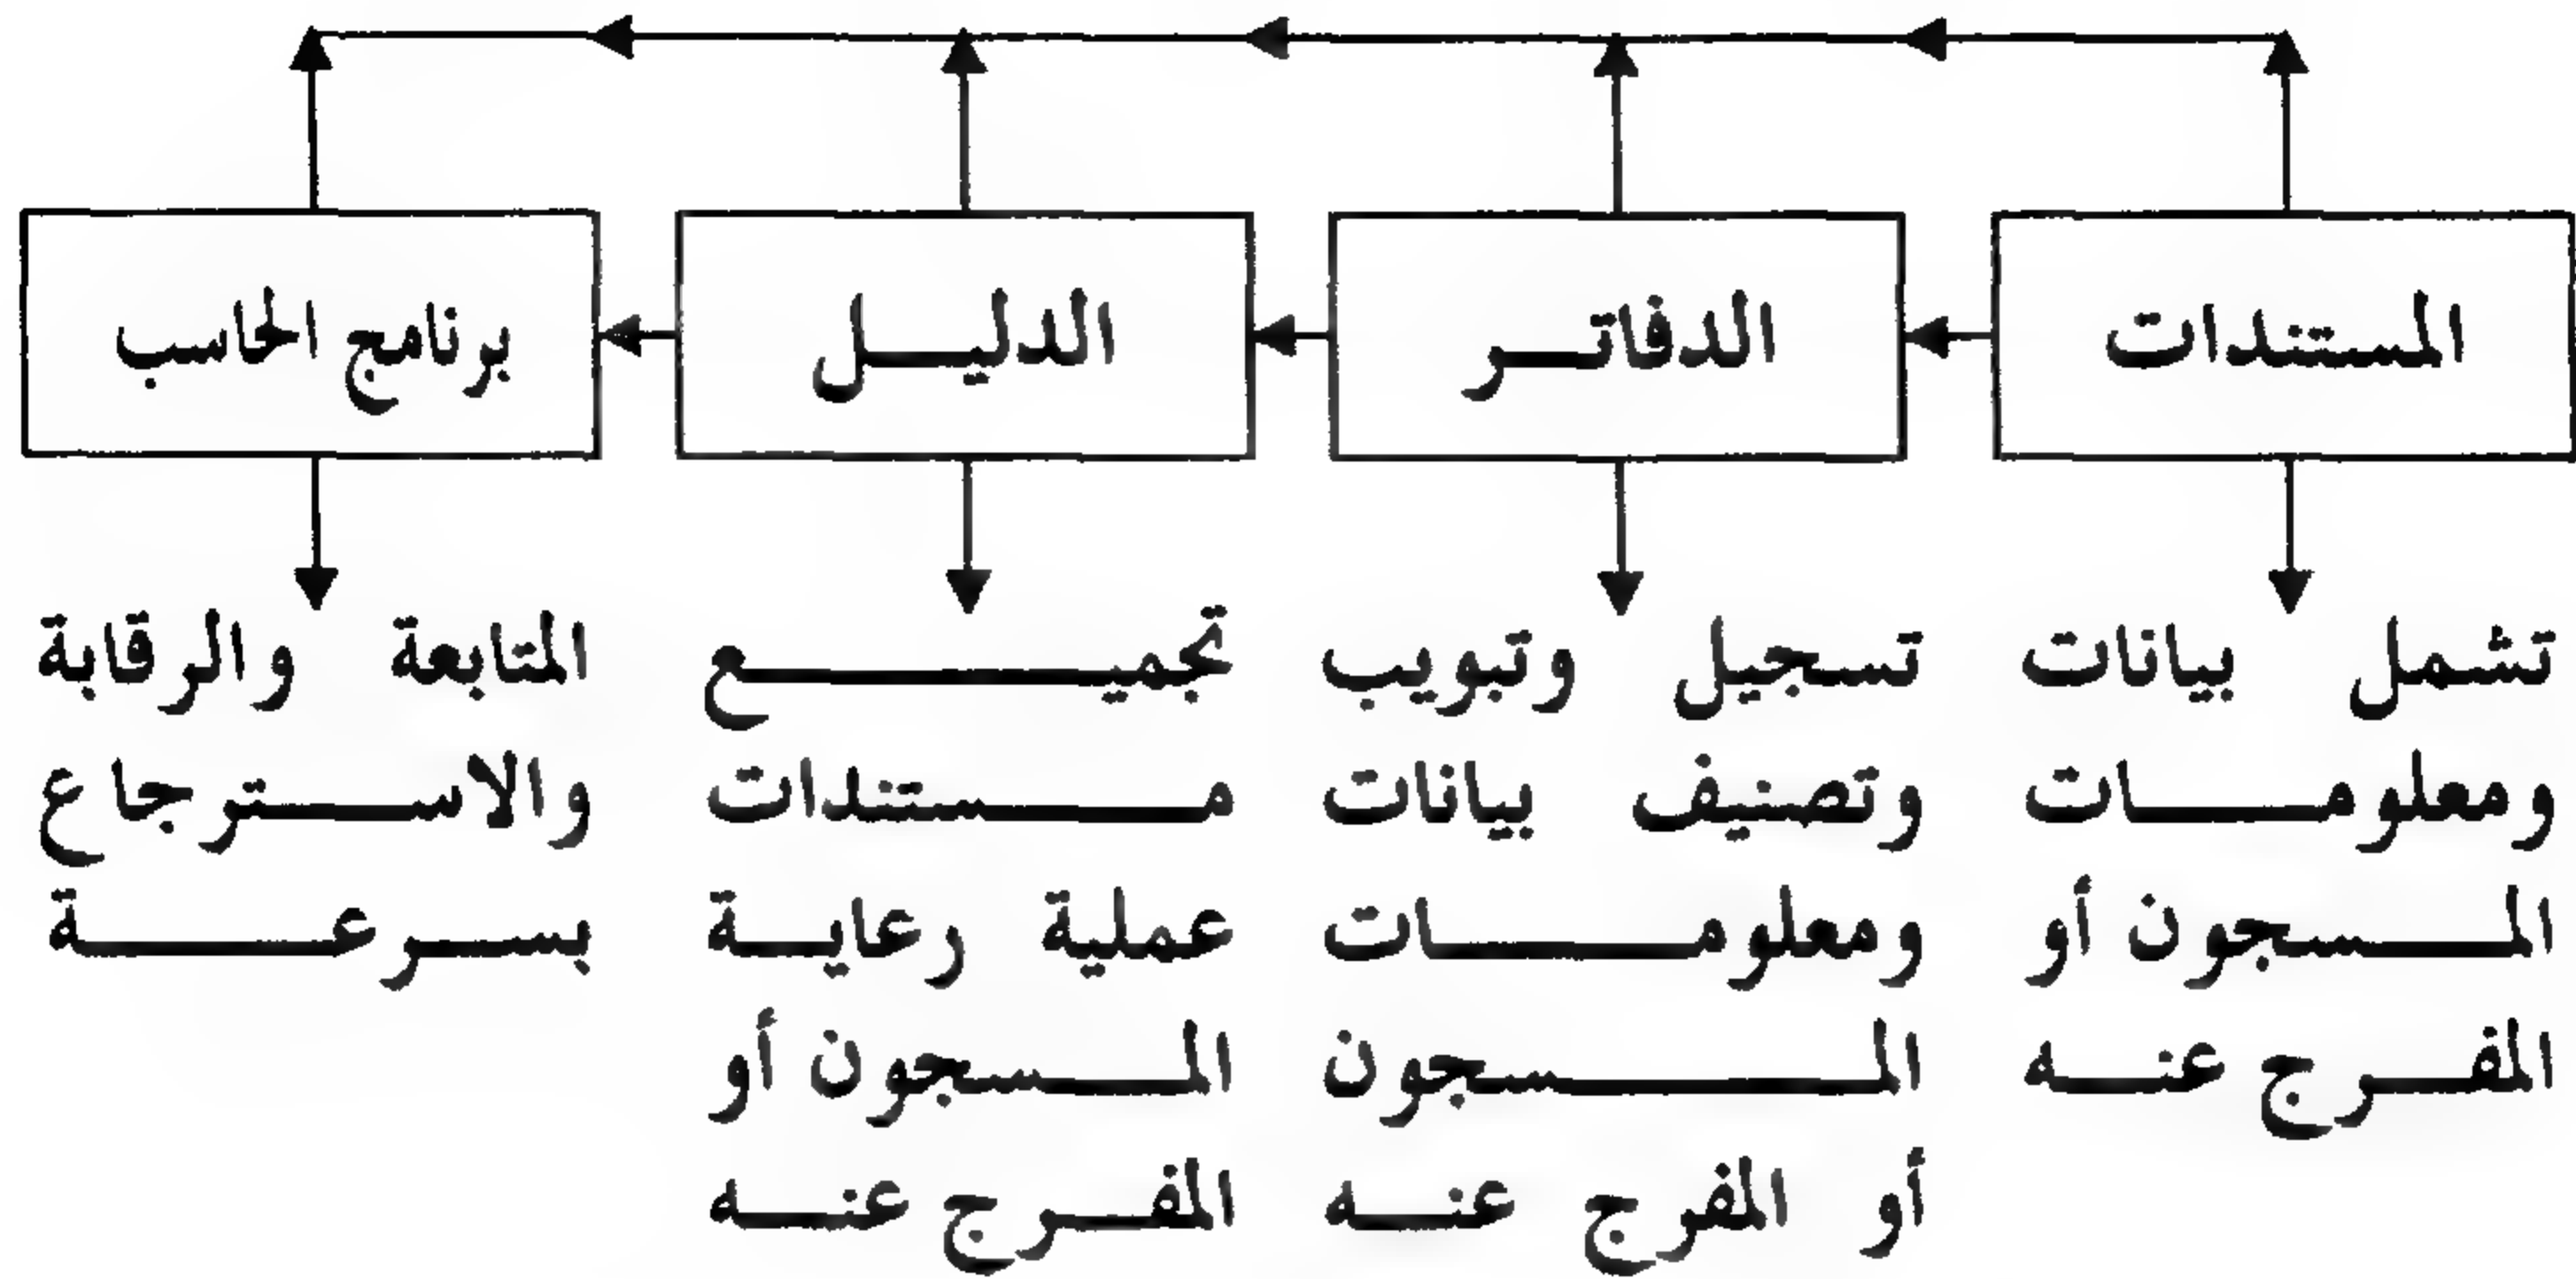 المستندات
الدفاتر
الدليل
برنامج الحاسب
تشمل بيانات
ومعلومات
المسجون أو
المفرج عنه
تسجيل وتبويب
وتصنيف بيانات
ومعلومات
المسجون
أو المفرج عنه
تجميع
مستندات
عملية رعاية
المسجون أو
المفرج عنه
المتابعة والرقابة
والاسترجاع
بسرعة